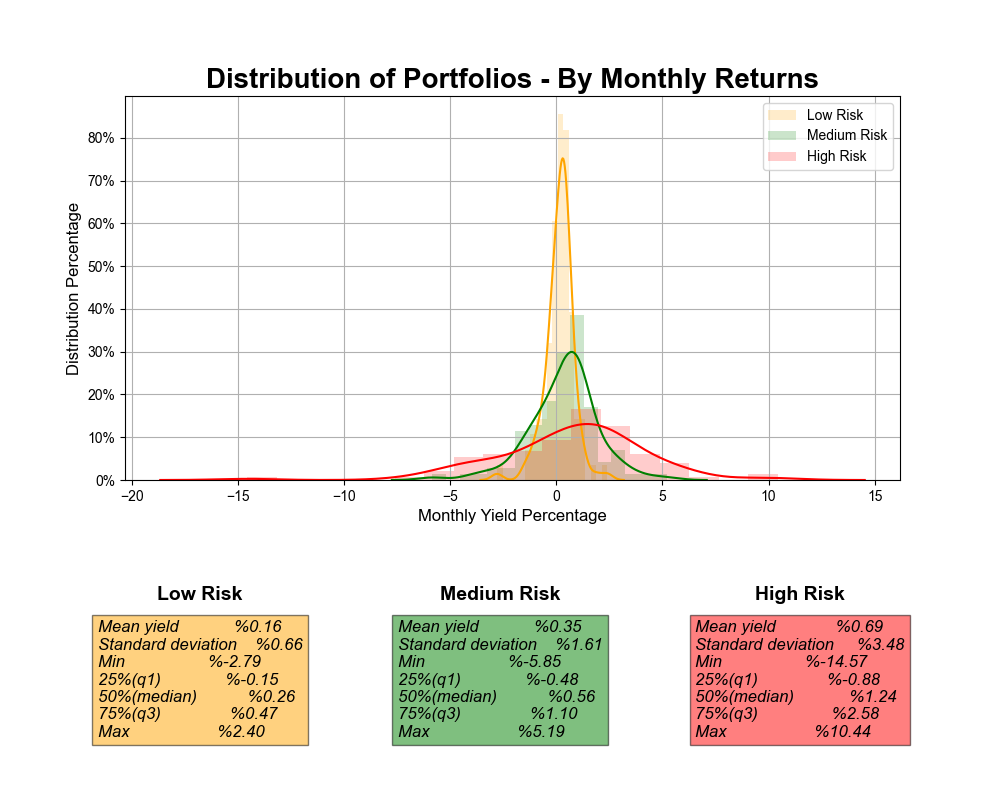 Distribution of Portfolios - By Monthly Returns
Low Risk
Medium Risk
High Risk
Distribution Percentage
80%
70%
60%
50%
40%
30%
20%
10%
0%
−20 −15 −10 −5 0 5 10 15
Monthly Yield Percentage
Low Risk
Mean yield %0.16
Standard deviation %0.66
Min %-2.79
25%(q1) %-0.15
50%(median) %0.26
75%(q3) %0.47
Max %2.40
Medium Risk
Mean yield %0.35
Standard deviation %1.61
Min %-5.85
25%(q1) %-0.48
50%(median) %0.56
75%(q3) %1.10
Max %5.19
High Risk
Mean yield %0.69
Standard deviation %3.48
Min %-14.57
25%(q1) %-0.88
50%(median) %1.24
75%(q3) %2.58
Max %10.44